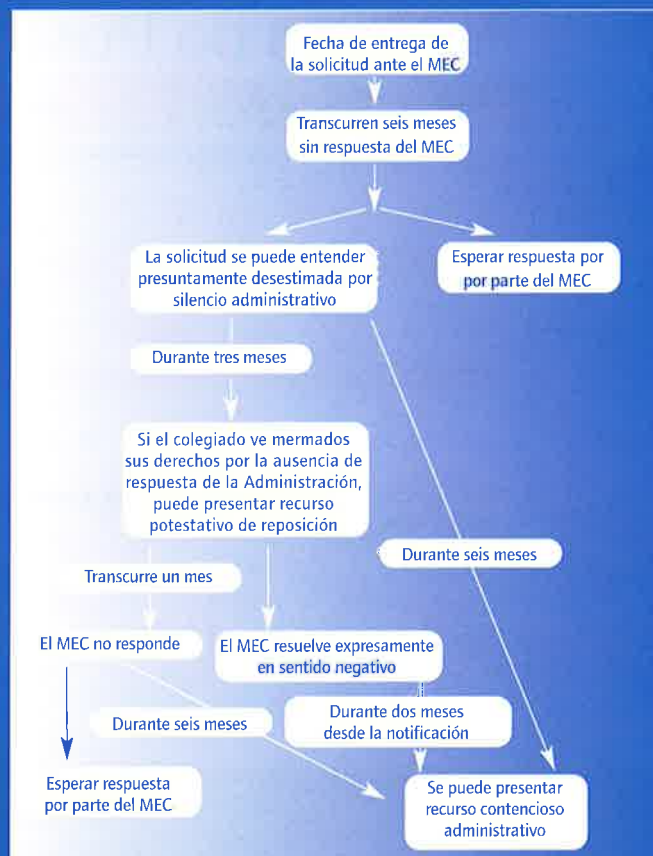 Fecha de entrega de
la solicitud ante el MEC
Transcurren seis meses
sin respuesta del MEC
La solicitud se puede entender
presuntamente desestimada por
silencio administrativo
Esperar respuesta por
por parte del MEC
Durante tres meses
Si el colegiado ve mermados
sus derechos por la ausencia de
respuesta de la Administración,
puede presentar recurso
potestativo de reposición
Durante seis meses
Transcurre un mes
El MEC no responde
El MEC resuelve expresamente
en sentido negativo
Durante seis meses
Durante dos meses
desde la notificación
Esperar respuesta
por parte del MEC
Se puede presentar
recurso contencioso
administrativo